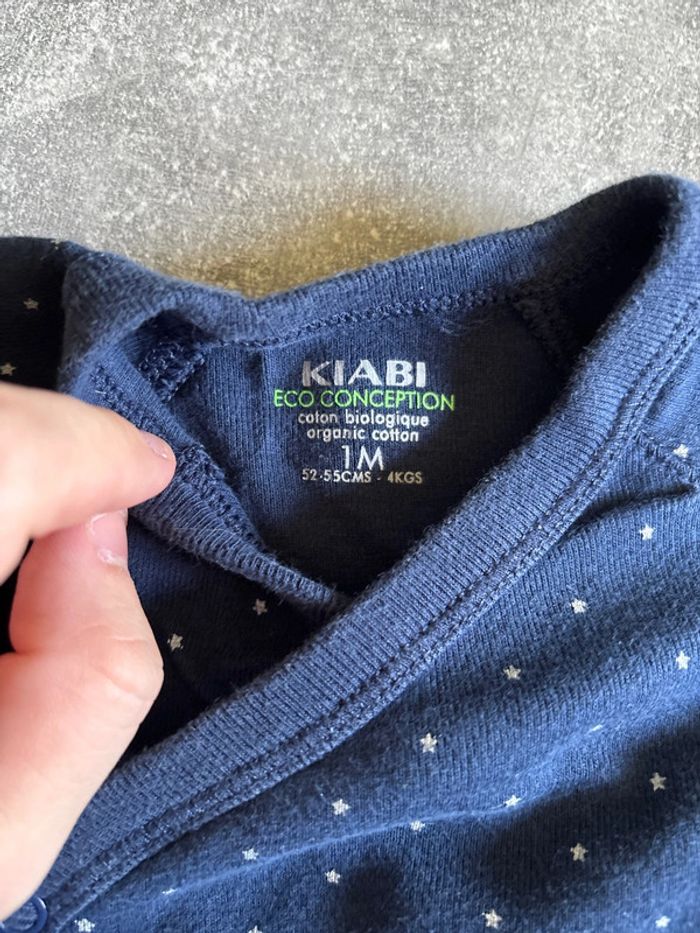 KIABI
ECO CONCEPTION
coton biologique
organic cotton
1M
52-55CMS - 4KGS